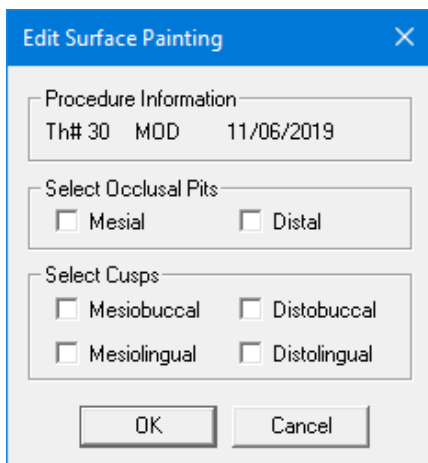 Edit Surface Painting
Procedure Information
Th# 30 MOD 11/06/2019
Select Occlusal Pits
Mesial Distal
Select Cusps
Mesiobuccal Distobuccal
Mesiolingual Distolingual
OK Cancel